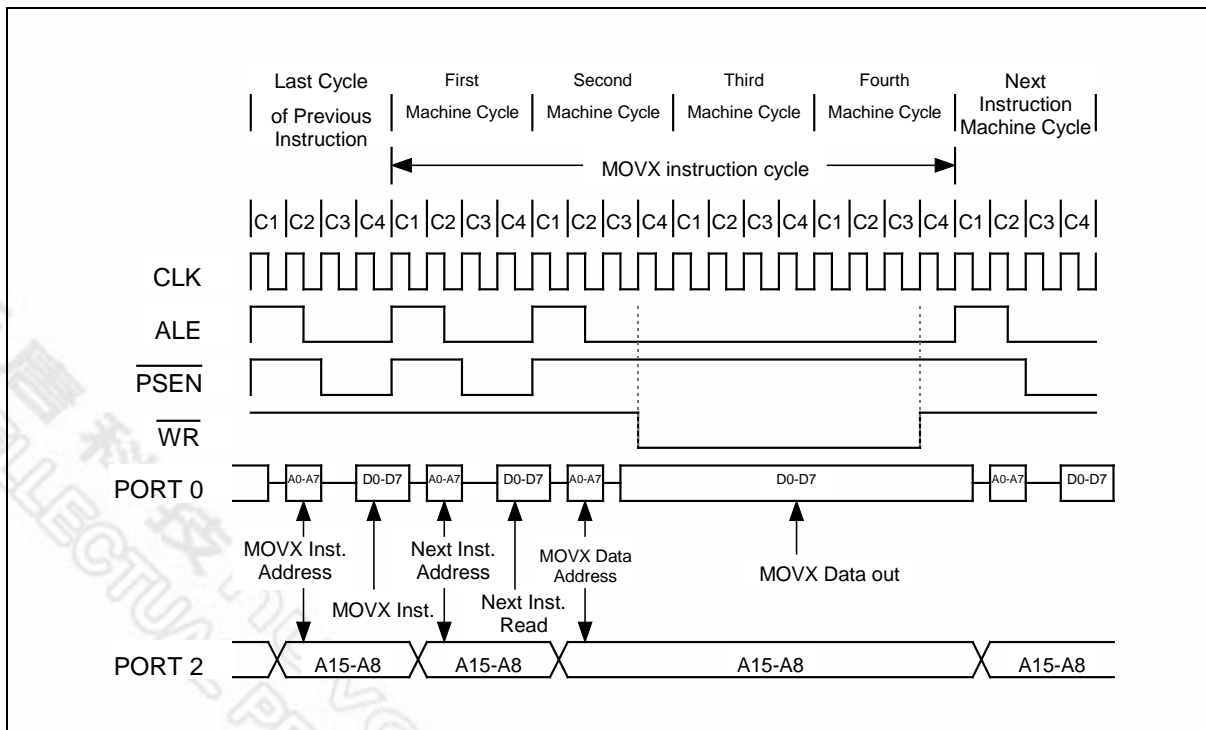 Last Cycle
of Previous
Instruction
First
Machine Cycle
Second
Machine Cycle
Third
Machine Cycle
Fourth
Machine Cycle
Next
Instruction
Machine Cycle
MOVX instruction cycle
C1 C2 C3 C4 C1 C2 C3 C4 C1 C2 C3 C4 C1 C2 C3 C4 C1 C2 C3 C4 C1 C2 C3 C4
CLK
ALE
PSEN
WR
PORT 0
A0-A7 D0-D7 A0-A7 D0-D7 A0-A7 D0-D7 A0-A7 D0-D7
MOVX Inst.
Address
MOVX Inst.
Next Inst.
Address
Next Inst.
Read
MOVX Data
Address
MOVX Data out
PORT 2
A15-A8 A15-A8 A15-A8 A15-A8